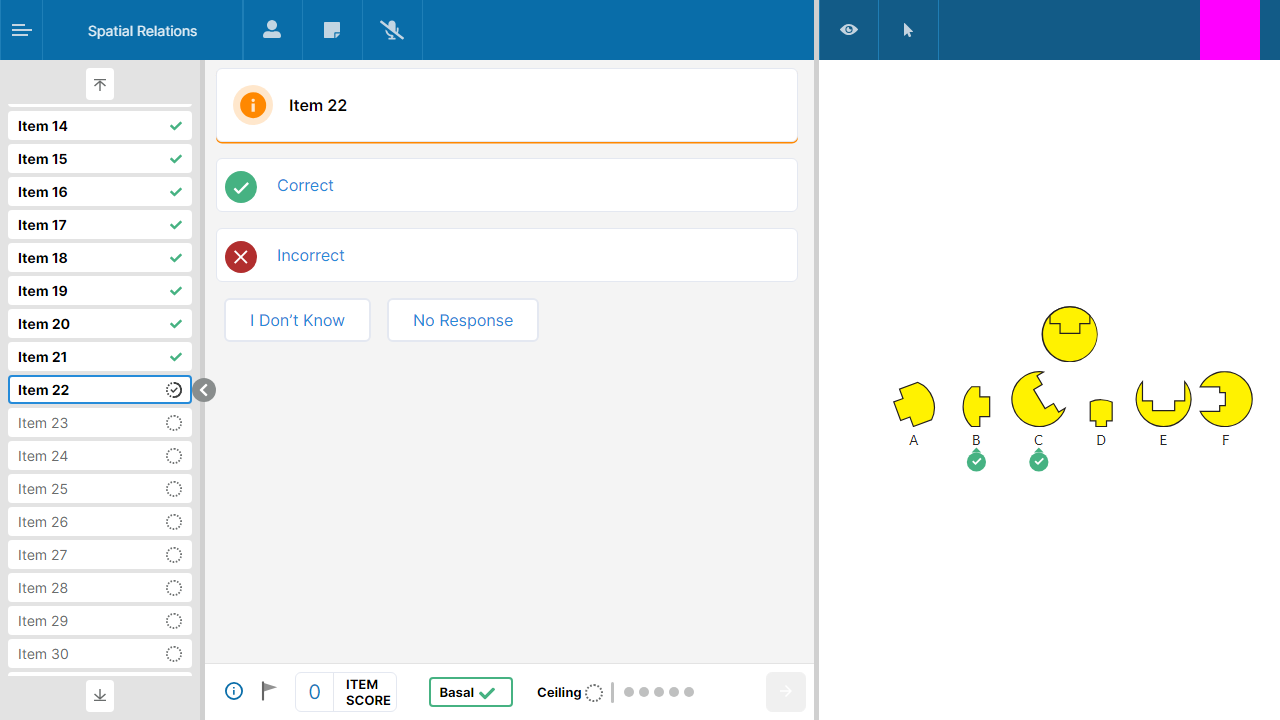 Spatial Relations
Item 14
Item 15
Item 16
Item 17
Item 18
Item 19
Item 20
Item 21
Item 22
Item 23
Item 24
Item 25
Item 26
Item 27
Item 28
Item 29
Item 30
Item 22
Correct
Incorrect
I Don’t Know
No Response
0
ITEM
SCORE
Basal
Ceiling
A
B
C
D
E
F